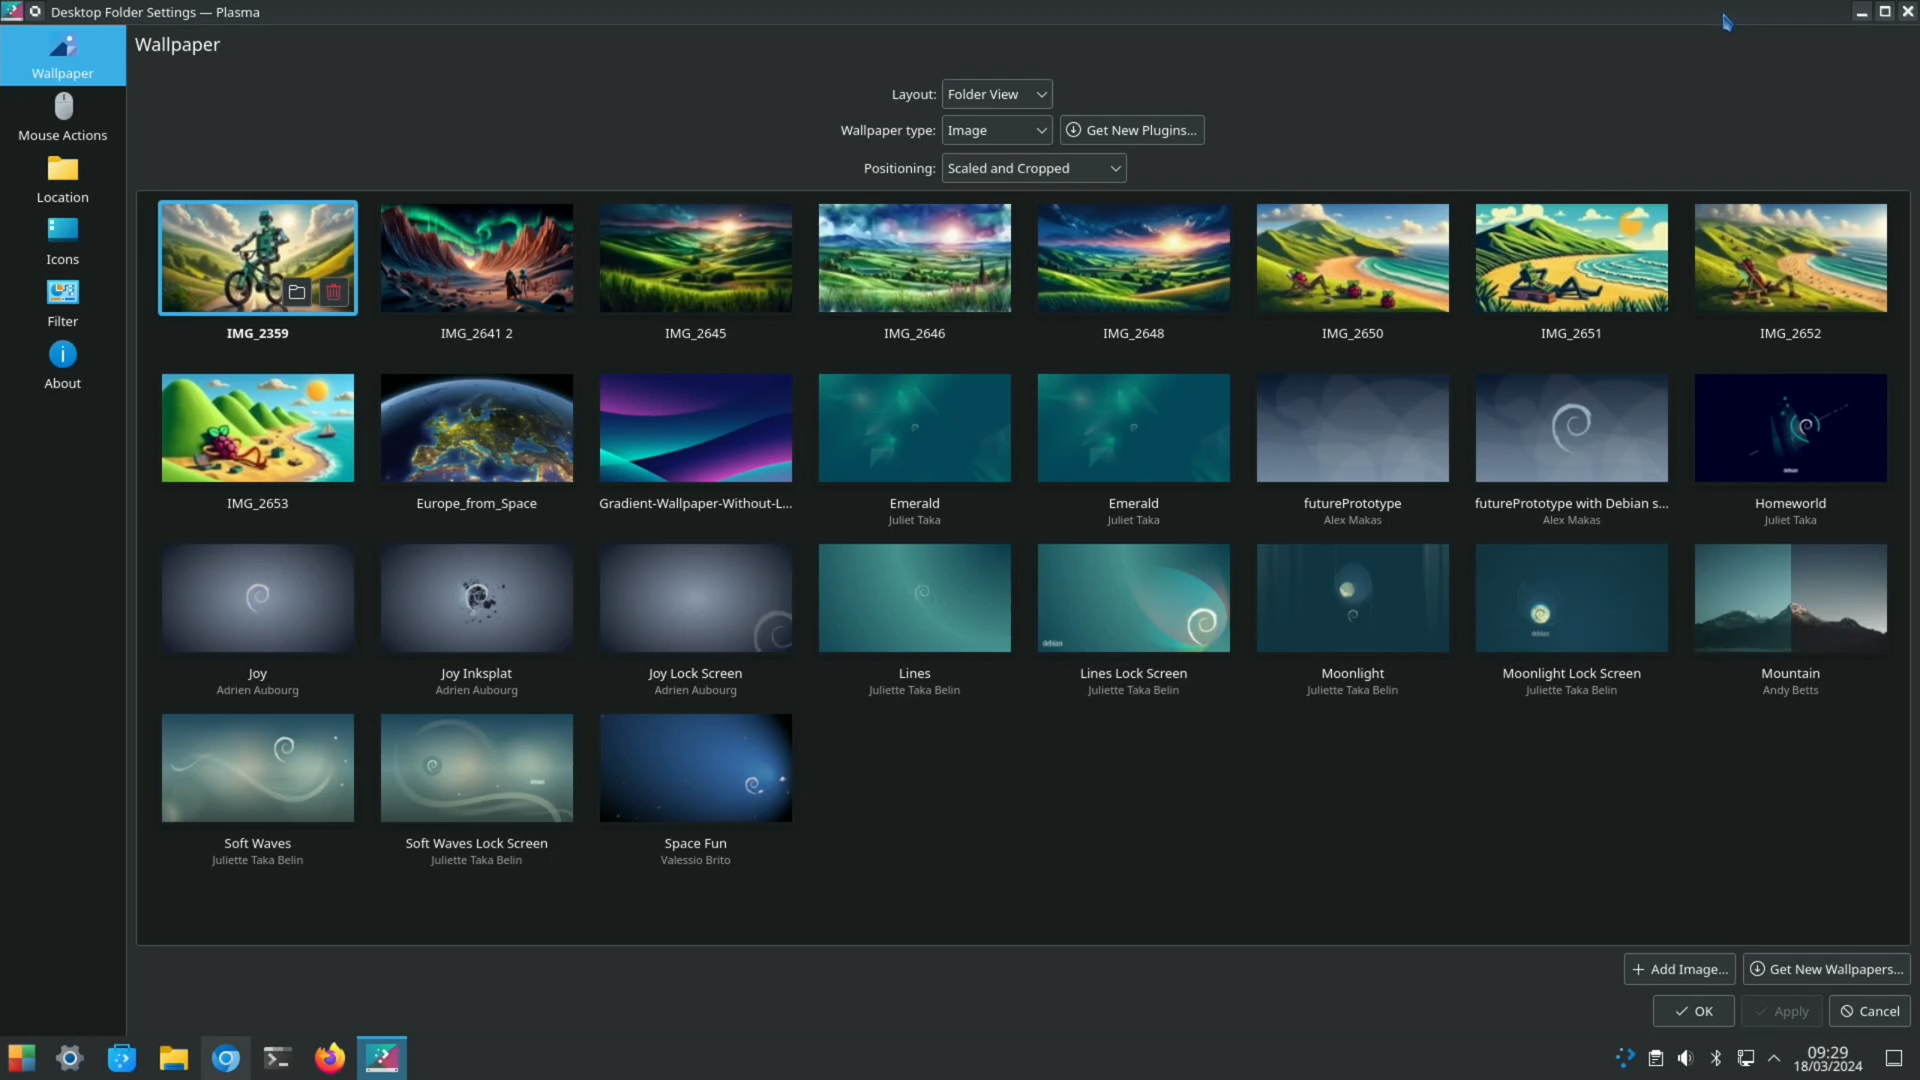 Desktop Folder Settings — Plasma
Wallpaper
Wallpaper
Mouse Actions
Location
Icons
Filter
About
Layout: Folder View
Wallpaper type: Image Get New Plugins...
Positioning: Scaled and Cropped
IMG_2359 IMG_2641 2 IMG_2645 IMG_2646 IMG_2648 IMG_2650 IMG_2651 IMG_2652
IMG_2653 Europe_from_Space Gradient-Wallpaper-Without-L... Emerald Emerald futurePrototype futurePrototype with Debian s... Homeworld
Juliet Taka Juliet Taka Alex Makas Alex Makas Juliet Taka
debian
Joy Joy Inksplat Joy Lock Screen Lines Lines Lock Screen Moonlight Moonlight Lock Screen Mountain
Adrien Aubourg Adrien Aubourg Adrien Aubourg Juliette Taka Belin Juliette Taka Belin Juliette Taka Belin Juliette Taka Belin Andy Betts
Soft Waves Soft Waves Lock Screen Space Fun
Juliette Taka Belin Juliette Taka Belin Valessio Brito
Add Image... Get New Wallpapers...
OK Apply Cancel
09:29
18/03/2024